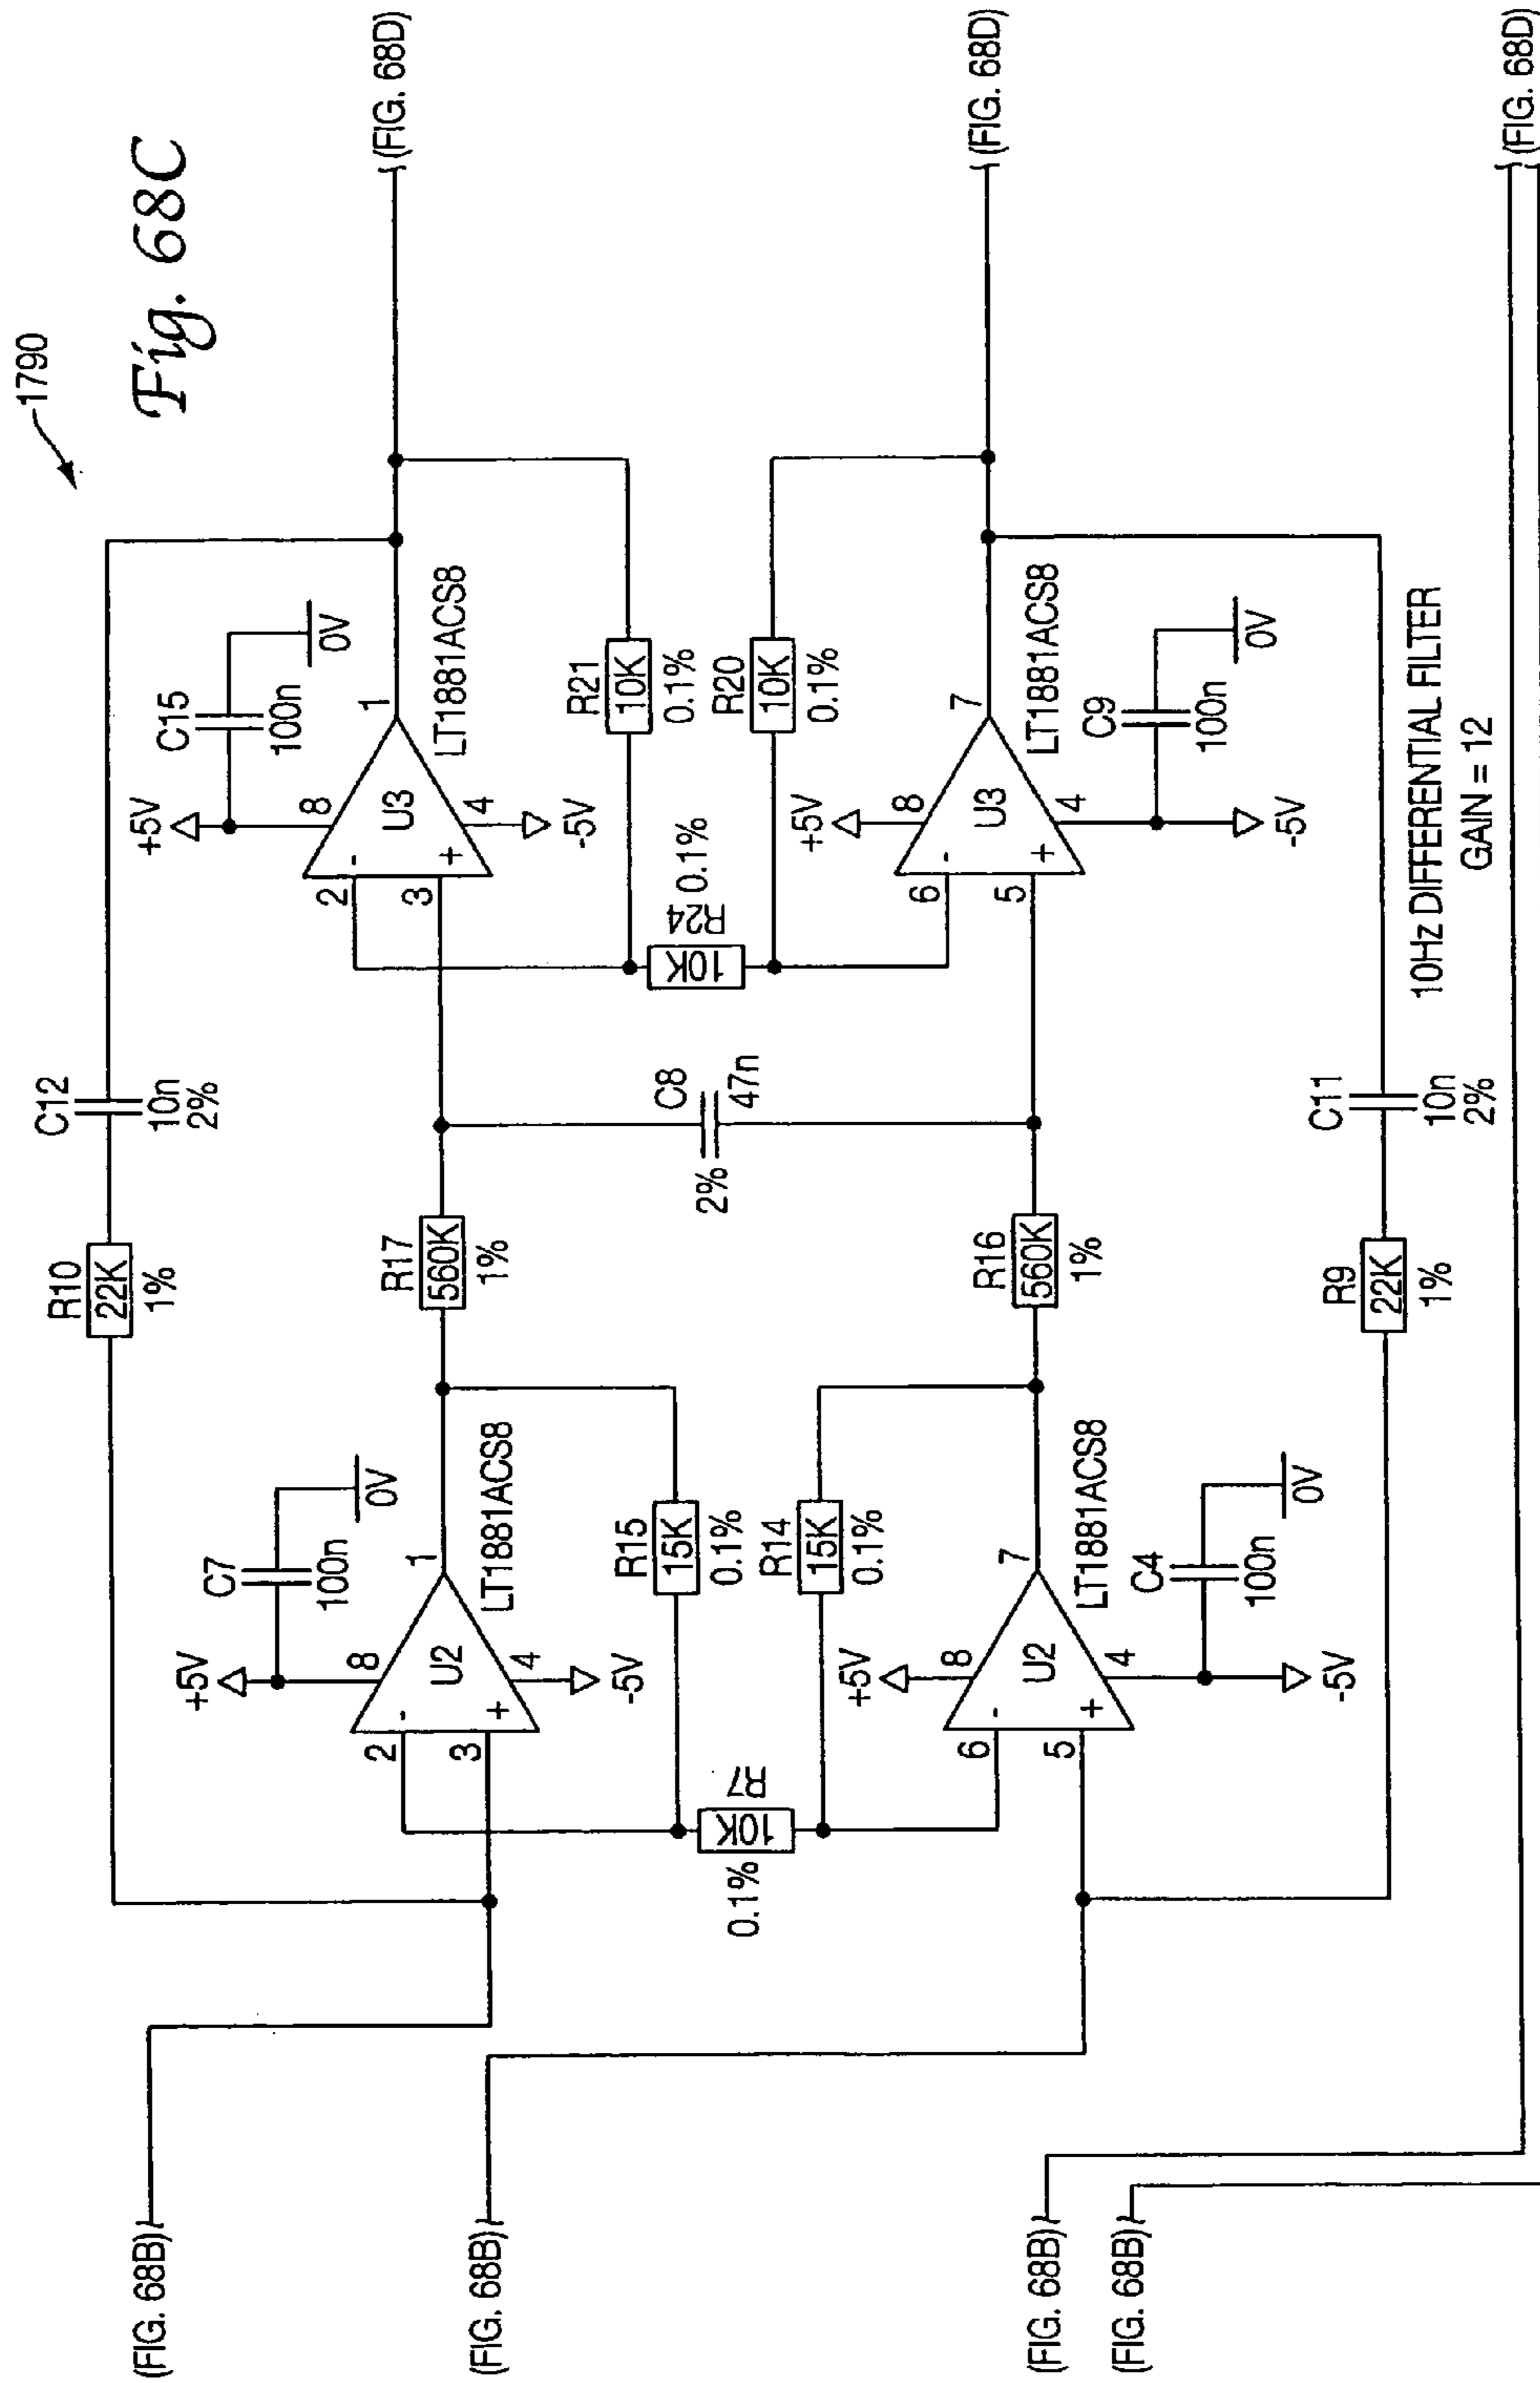 1790
Fig. 68C
(FIG. 68B)
(FIG. 68B)
(FIG. 68B)
(FIG. 68B)
R10
22K
1%
C12
10n
2%
+5V
C7
100n
0V
8
2
3
-
+
U2
1
4
-5V
LT1881ACS8
R15
15K
0.1%
R7
10K
0.1%
R14
15K
0.1%
+5V
8
6
5
-
+
U2
7
4
-5V
LT1881ACS8
C4
100n
0V
R17
560K
1%
C8
47n
2%
R16
560K
1%
R9
22K
1%
C11
10n
2%
+5V
C15
100n
0V
8
2
3
-
+
U3
1
4
-5V
LT1881ACS8
R21
10K
0.1%
R24
10K
0.1%
R20
10K
0.1%
+5V
8
6
5
-
+
U3
7
4
-5V
LT1881ACS8
C9
100n
0V
10Hz DIFFERENTIAL FILTER
GAIN = 12
(FIG. 68D)
(FIG. 68D)
(FIG. 68D)